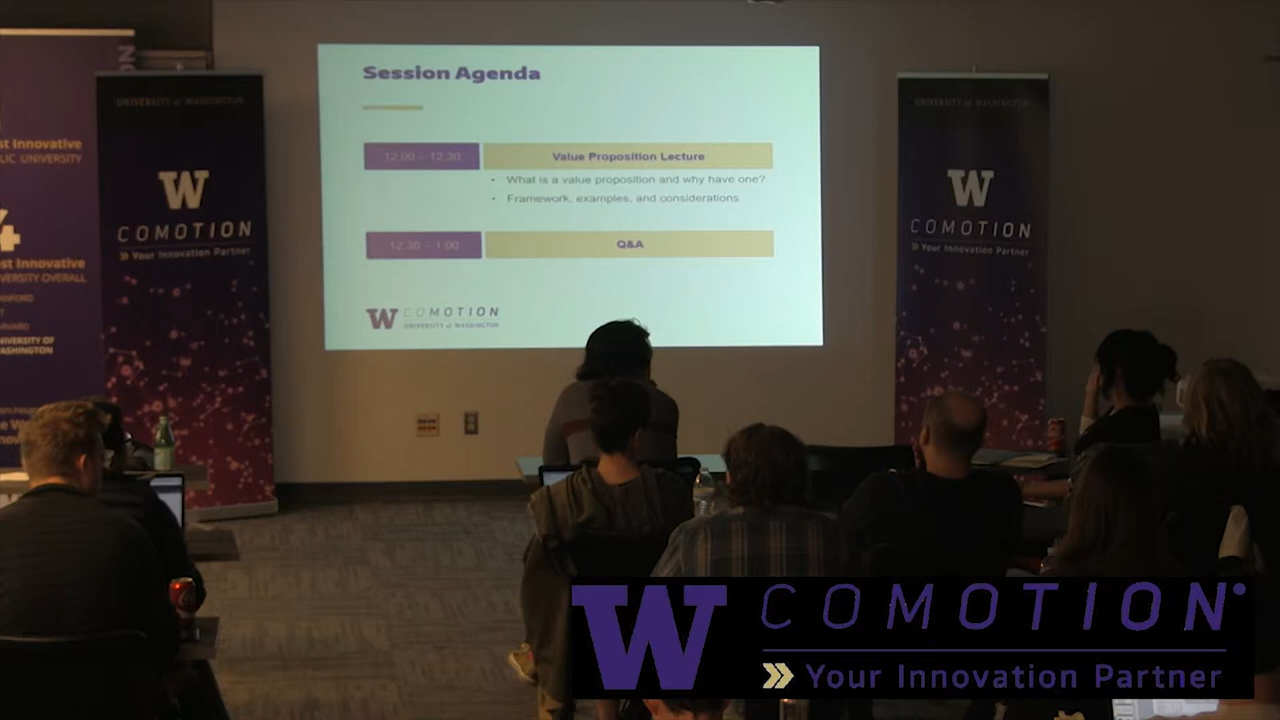 st Innovative
LIC UNIVERSITY
4
st Innovative
VERSITY OVERALL
NIVERSITY OF
ASHINGTON
UNIVERSITY of WASHINGTON
W
COMOTION
» Your Innovation Partner
Session Agenda
12.00 – 12.30
Value Proposition Lecture
• What is a value proposition and why have one?
• Framework, examples, and considerations
12.30 – 1.00
Q&A
W COMOTION
UNIVERSITY of WASHINGTON
UNIVERSITY of WASHINGTON
W
COMOTION
» Your Innovation Partner
W COMOTION
» Your Innovation Partner